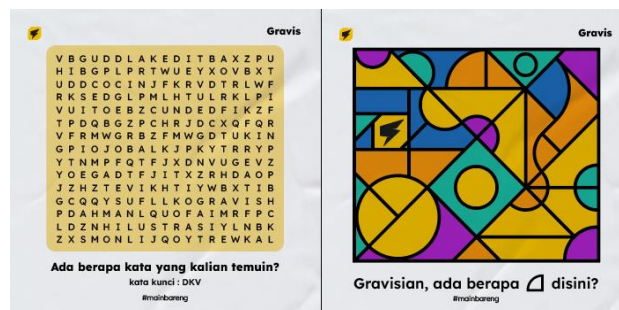 Gravis
V B G U D D L A K E D I T B A X Z P U
H I B G P L P R T W U E Y X O V B X T
U D D C O C I N J F K R V D T R L W F
R K S E D G L P M L H T U L R K L P I
V U I T O E B Z C U N D E D F I K Z F
T P D Q B G Z P C H R J D C X Q F Q R
V F R M W G R B Z F M W G D T U K I N
G P I O J O B A L K J P K Y T R R Y P
Y T N M P F Q T F J X D N V U G E V Z
Y O E G A D T F J I T X Z R H D A O P
J Z H Z T E V I K H T I Y W B X T I B
G C Q Q Y S U F L L K O G R A V I S H
P D A H M A N L Q U O F A I M R F P C
L D Z N H I L U S T R A S I Y L N B K
Z X S M O N L I J Q O Y T R E W K A L
Ada berapa kata yang kalian temuin?
kata kunci : DKV
#mainbareng
Gravis
Gravisian, ada berapa disini?
#mainbareng